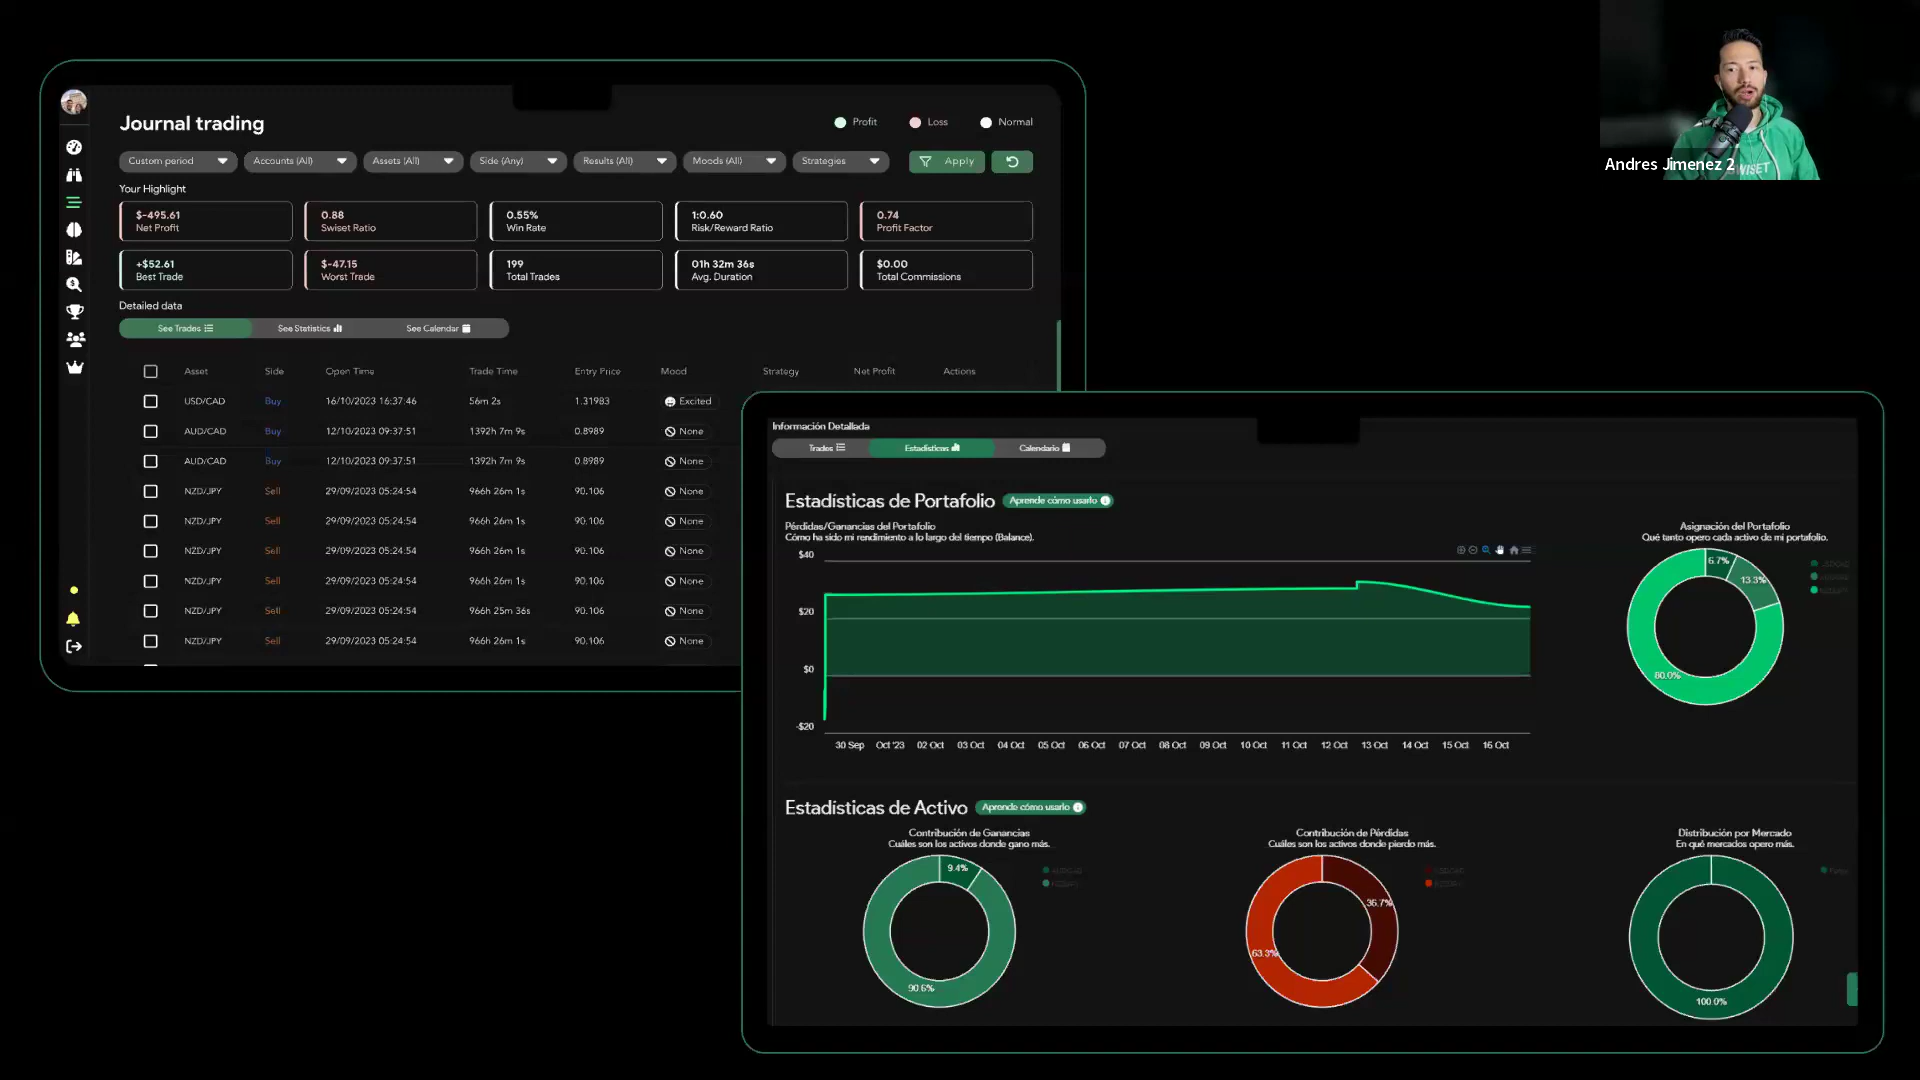 Andres Jimenez 2
WISET
Journal trading
Profit
Loss
Normal
Custom period
Accounts (All)
Assets (All)
Side (Any)
Results (All)
Moods (All)
Strategies
Apply
Your Highlight
$-495.61
Net Profit
0.88
Swiset Ratio
0.55%
Win Rate
1:0.60
Risk/Reward Ratio
0.74
Profit Factor
+$52.61
Best Trade
$-47.15
Worst Trade
199
Total Trades
01h 32m 36s
Avg. Duration
$0.00
Total Commissions
Detailed data
See Trades
See Statistics
See Calendar
Asset Side Open Time Trade Time Entry Price Mood Strategy Net Profit Actions
USD/CAD Buy 16/10/2023 16:37:46 56m 2s 1.31983 Excited
AUD/CAD Buy 12/10/2023 09:37:51 1392h 7m 9s 0.8989 None
AUD/CAD Buy 12/10/2023 09:37:51 1392h 7m 9s 0.8989 None
NZD/JPY Sell 29/09/2023 05:24:54 966h 26m 1s 90.106 None
NZD/JPY Sell 29/09/2023 05:24:54 966h 26m 1s 90.106 None
NZD/JPY Sell 29/09/2023 05:24:54 966h 26m 1s 90.106 None
NZD/JPY Sell 29/09/2023 05:24:54 966h 26m 1s 90.106 None
NZD/JPY Sell 29/09/2023 05:24:54 966h 25m 36s 90.106 None
NZD/JPY Sell 29/09/2023 05:24:54 966h 26m 1s 90.106 None
Información Detallada
Trades
Estadísticas
Calendario
Estadísticas de Portafolio
Aprende cómo usarlo
Pérdidas/Ganancias del Portafolio
Cómo ha sido mi rendimiento a lo largo del tiempo (Balance).
$40
$20
$0
-$20
30 Sep Oct '23 02 Oct 03 Oct 04 Oct 05 Oct 06 Oct 07 Oct 08 Oct 09 Oct 10 Oct 11 Oct 12 Oct 13 Oct 14 Oct 15 Oct 16 Oct
Asignación del Portafolio
Qué tanto opero cada activo de mi portafolio.
6.7%
13.3%
80.0%
Estadísticas de Activo
Aprende cómo usarlo
Contribución de Ganancias
Cuáles son los activos donde gano más.
9.4%
90.6%
Contribución de Pérdidas
Cuáles son los activos donde pierdo más.
36.7%
63.3%
Distribución por Mercado
En qué mercados opero más.
100.0%